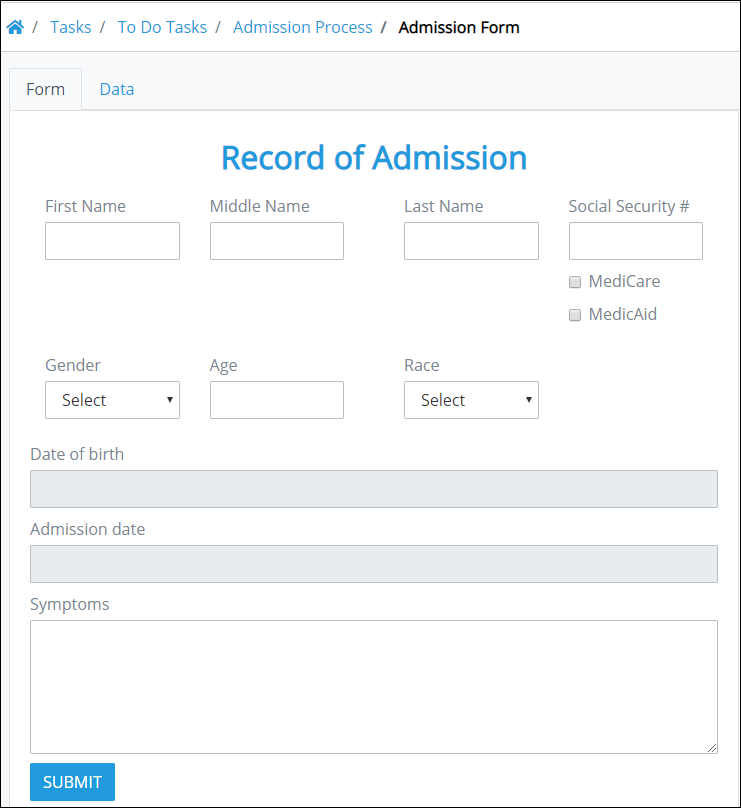 / Tasks / To Do Tasks / Admission Process / Admission Form
Form Data
Record of Admission
First Name Middle Name Last Name Social Security #
MediCare
MedicAid
Gender Age Race
Select Select
Date of birth
Admission date
Symptoms
SUBMIT